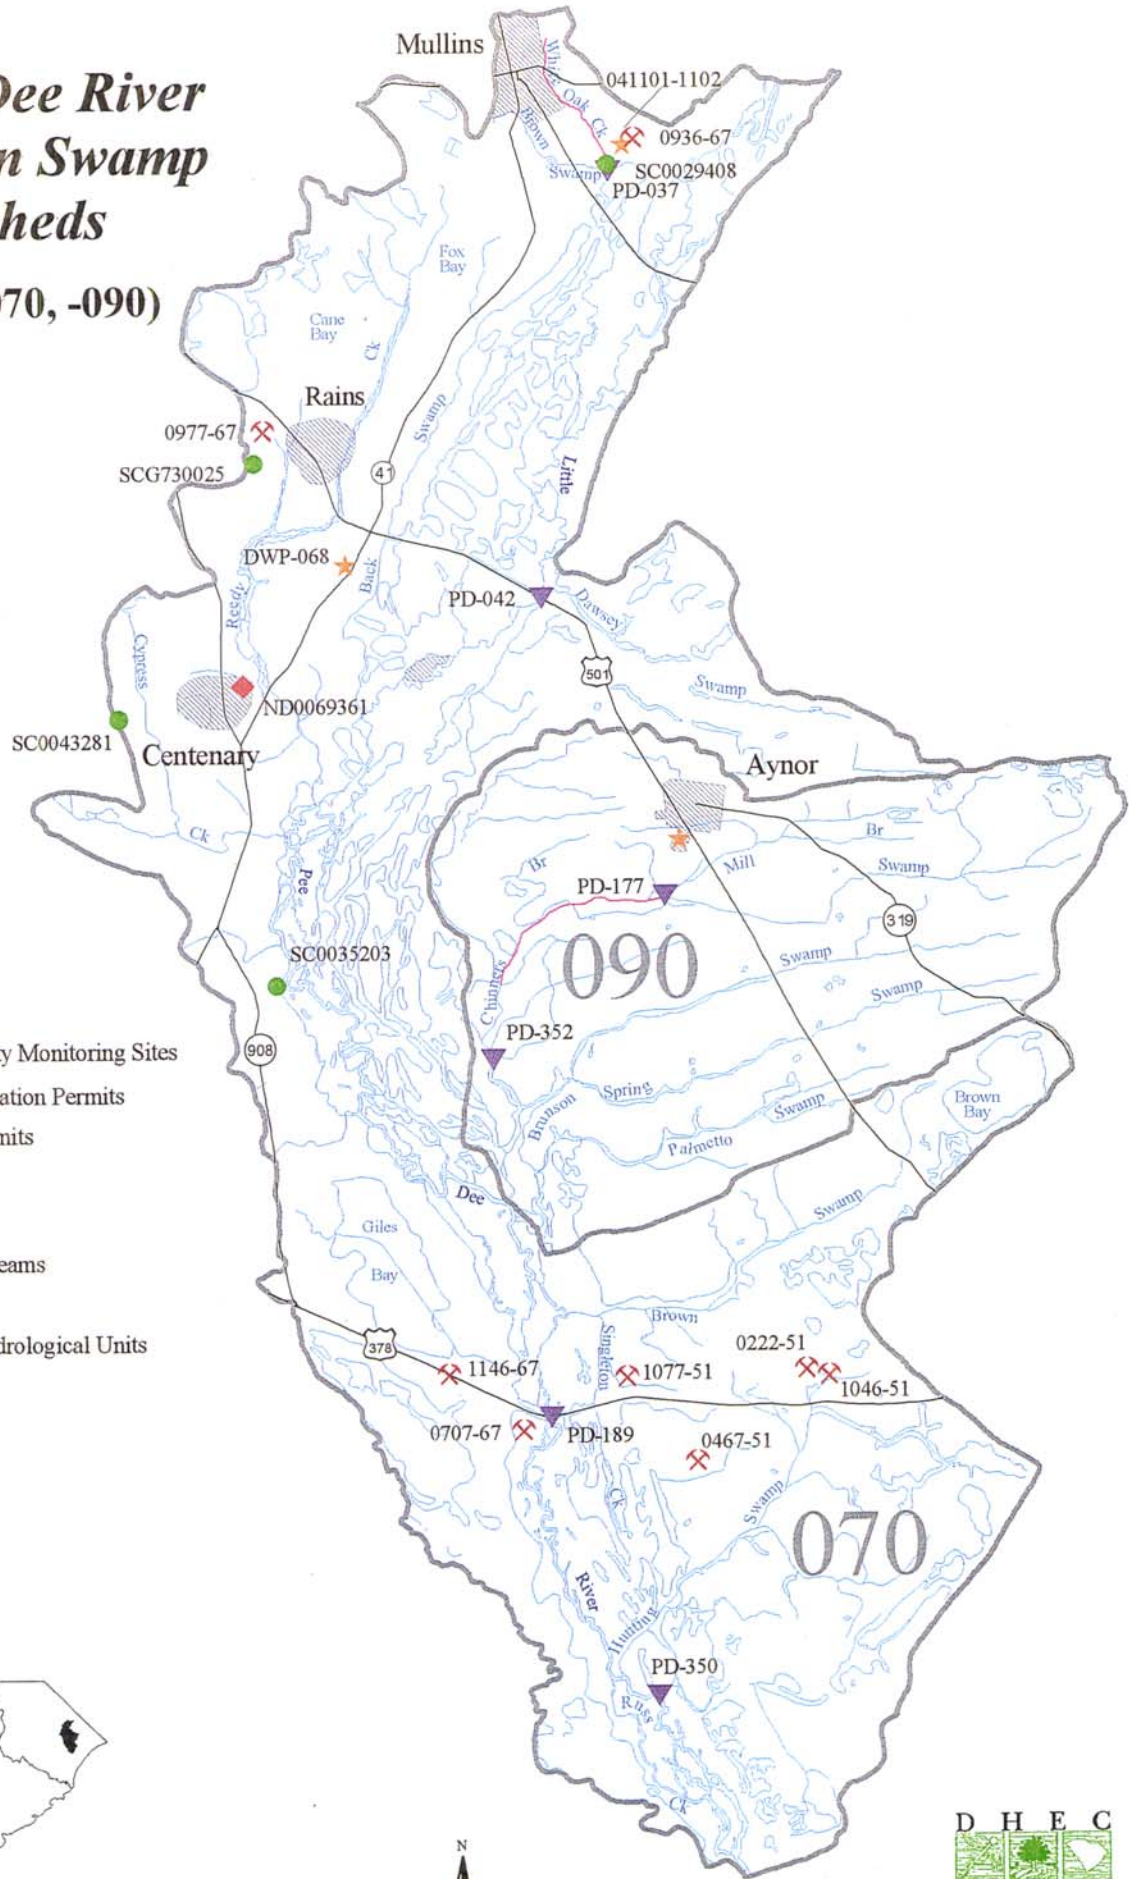 Dee River
n Swamp
heds
070, -090)
Mullins
White Oak Ck
041101-1102
0936-67
Brown
Swamp
SC0029408
PD-037
Fox
Bay
Cane
Bay
Ck
Rains
Swamp
0977-67
SCG730025
41
Little
DWP-068
Back
Reedy
PD-042
Dawsey
Cypress
501
Swamp
ND0069361
SC0043281
Centenary
Aynor
Ck
Br
Br
Mill
Swamp
Pee
PD-177
319
SC0035203
090
Swamp
Chinners
Swamp
PD-352
908
ty Monitoring Sites
ation Permits
mits
Spring
Brunson
Swamp
Brown
Bay
Palmetto
Dee
Swamp
Giles
Bay
eams
Brown
drological Units
378
Singleton
0222-51
1146-67
1077-51
1046-51
0707-67
PD-189
0467-51
Ck
Swamp
070
River
Hunting
PD-350
Russ
Ck
N
D H E C